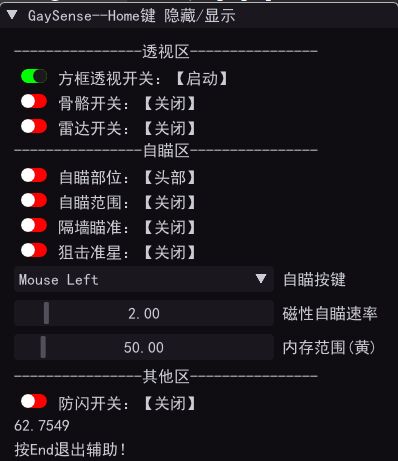 GaySense--Home键 隐藏/显示
----------------透视区----------------
方框透视开关：【启动】
骨骼开关：【关闭】
雷达开关：【关闭】
----------------自瞄区----------------
自瞄部位：【头部】
自瞄范围：【关闭】
隔墙瞄准：【关闭】
狙击准星：【关闭】
Mouse Left 自瞄按键
2.00 磁性自瞄速率
50.00 内存范围(黄)
----------------其他区----------------
防闪开关：【关闭】
62.7549
按End退出辅助！